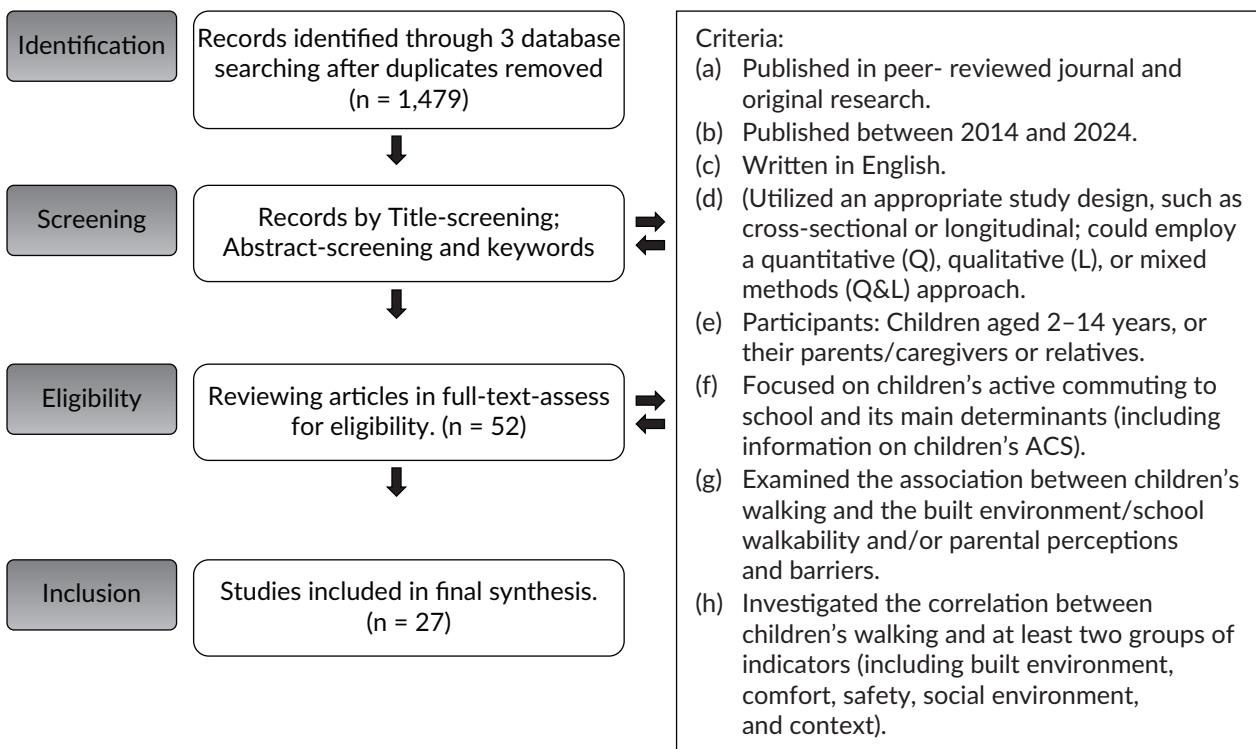 Identification
Records identified through 3 database
searching after duplicates removed
(n = 1,479)
Screening
Records by Title-screening;
Abstract-screening and keywords
Eligibility
Reviewing articles in full-text-assess
for eligibility. (n = 52)
Inclusion
Studies included in final synthesis.
(n = 27)
Criteria:
(a) Published in peer- reviewed journal and
original research.
(b) Published between 2014 and 2024.
(c) Written in English.
(d) (Utilized an appropriate study design, such as
cross-sectional or longitudinal; could employ
a quantitative (Q), qualitative (L), or mixed
methods (Q&L) approach.
(e) Participants: Children aged 2–14 years, or
their parents/caregivers or relatives.
(f) Focused on children’s active commuting to
school and its main determinants (including
information on children’s ACS).
(g) Examined the association between children’s
walking and the built environment/school
walkability and/or parental perceptions
and barriers.
(h) Investigated the correlation between
children’s walking and at least two groups of
indicators (including built environment,
comfort, safety, social environment,
and context).